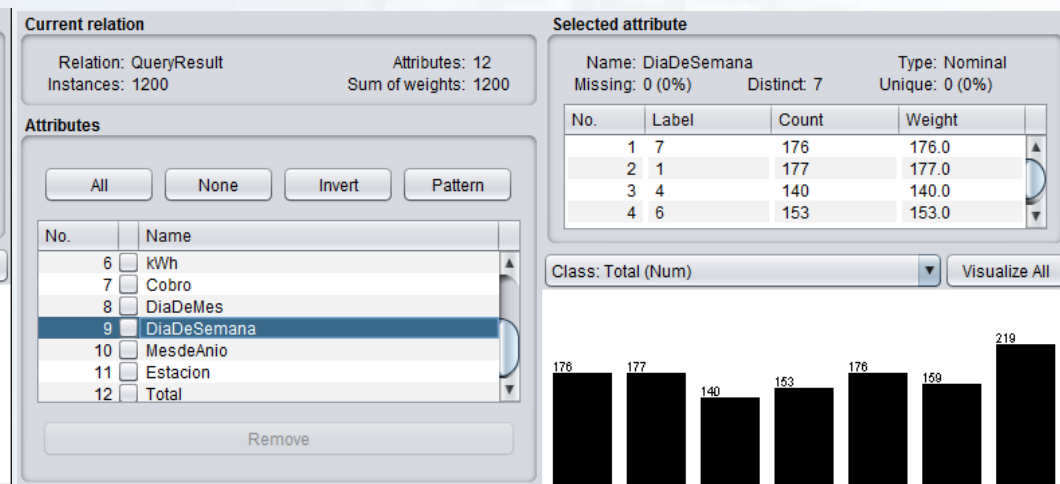 Current relation
Relation: QueryResult Attributes: 12
Instances: 1200 Sum of weights: 1200
Attributes
All None Invert Pattern
No. Name
6 kWh
7 Cobro
8 DiaDeMes
9 DiaDeSemana
10 MesdeAnio
11 Estacion
12 Total
Remove
Selected attribute
Name: DiaDeSemana Type: Nominal
Missing: 0 (0%) Distinct: 7 Unique: 0 (0%)
No. Label Count Weight
1 7 176 176.0
2 1 177 177.0
3 4 140 140.0
4 6 153 153.0
Class: Total (Num) Visualize All
176 177 140 153 176 159 219